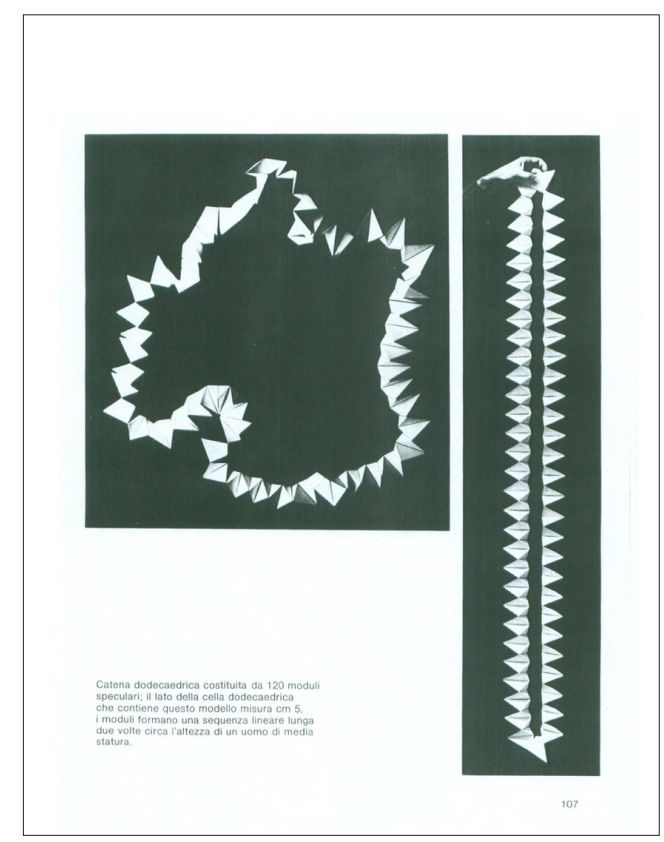 Catena dodecaedrica costituita da 120 moduli
speculari; il lato della cella dodecaedrica
che contiene questo modello misura cm 5,
i moduli formano una sequenza lineare lunga
due volte circa l'altezza di un uomo di media
statura.
107